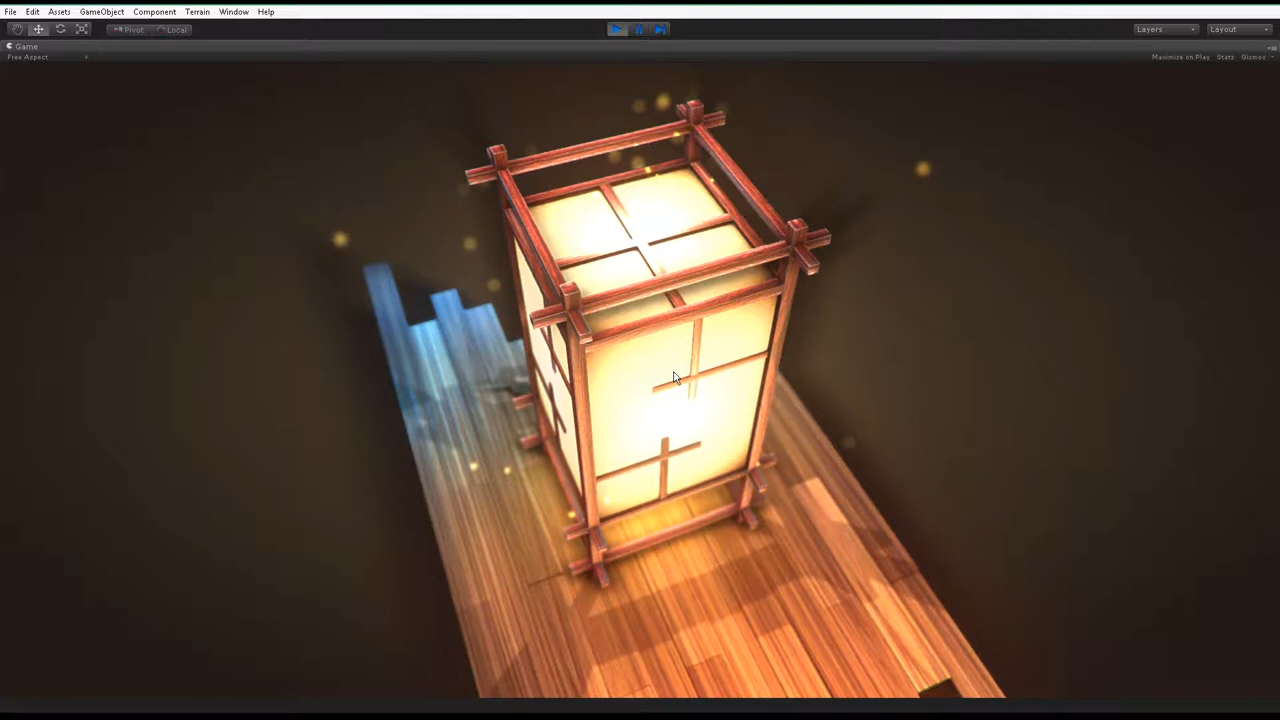 File Edit Assets GameObject Component Terrain Window Help
Pivot Local Layers Layout
Game
Free Aspect Maximize on Play Stats Gizmos